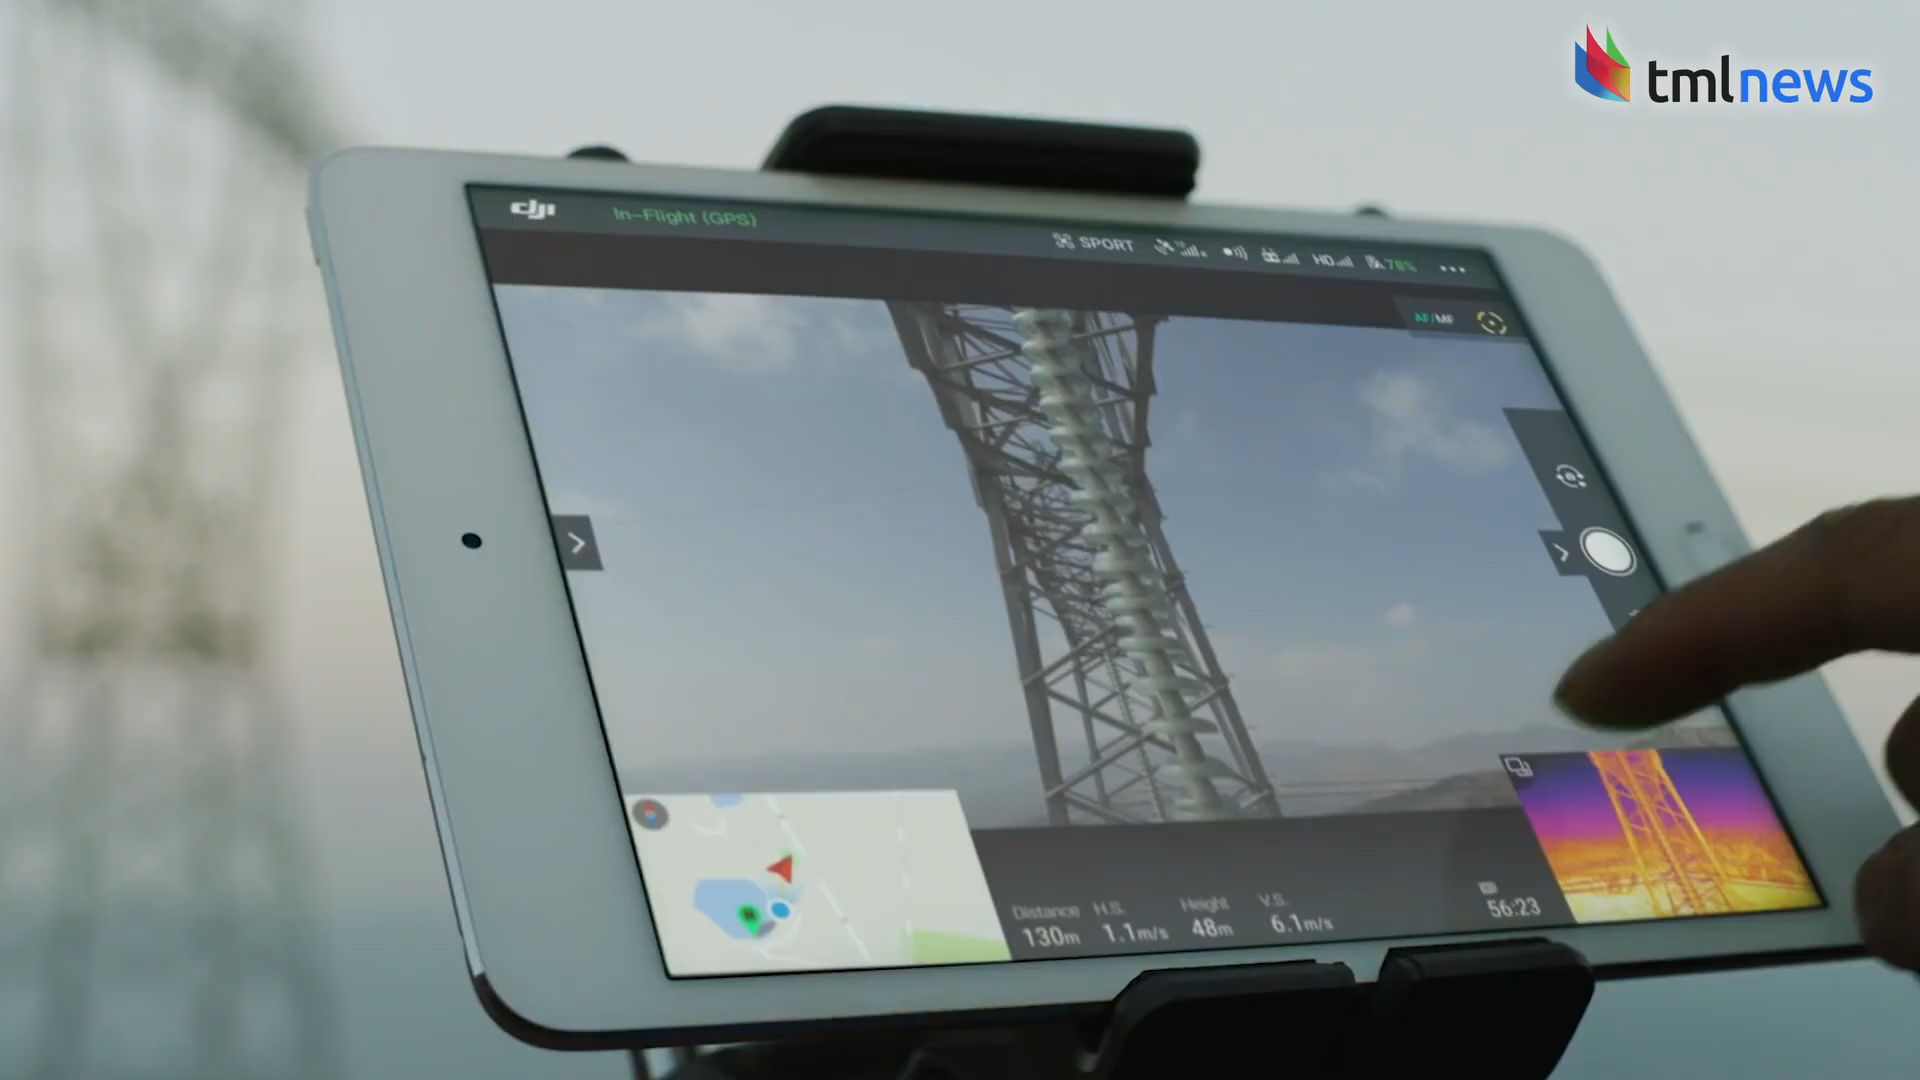 tmlnews
dji In-Flight (GPS) SPORT HD 78%
AF/MF
Distance H.S. Height V.S.
130m 1.1m/s 48m 6.1m/s 56:23